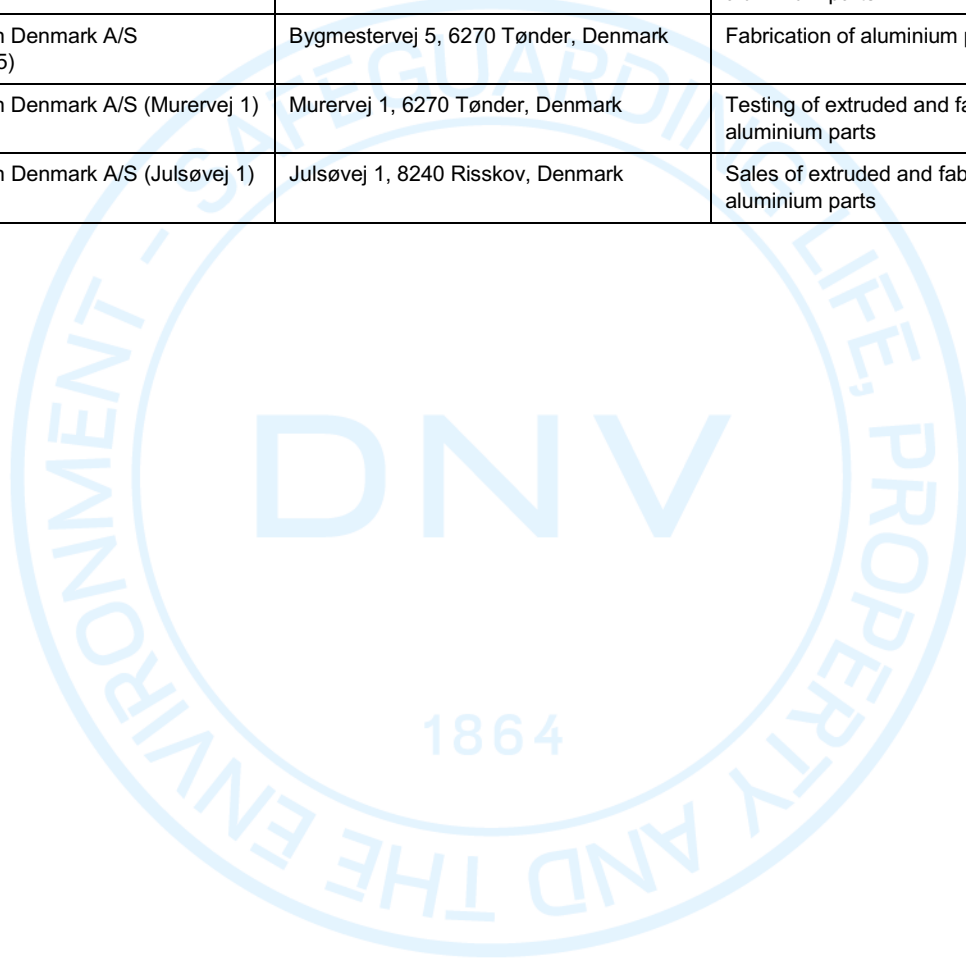 n Denmark A/S
5)
Bygmestervej 5, 6270 Tønder, Denmark
Fabrication of aluminium
n Denmark A/S (Murervej 1)
Murervej 1, 6270 Tønder, Denmark
Testing of extruded and
aluminium parts
n Denmark A/S (Julsøvej 1)
Julsøvej 1, 8240 Risskov, Denmark
Sales of extruded and
aluminium parts
SAFEGUARDING LIFE, PROPERTY AND THE ENVIRONMENT -
DNV
1864